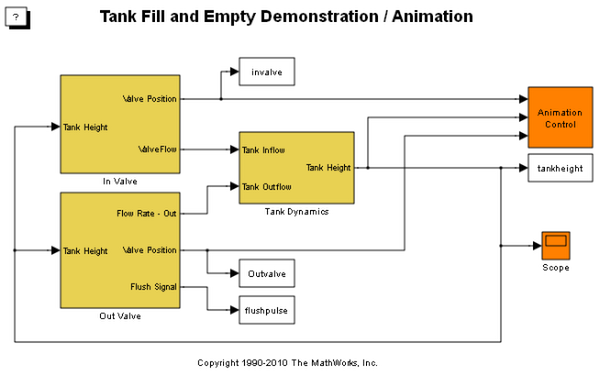 ?
Tank Fill and Empty Demonstration / Animation
invalve
Valve Position
Tank Height
ValveFlow
In Valve
Animation
Control
Tank Inflow
Tank Height
Tank Outflow
Tank Dynamics
tankheight
Flow Rate - Out
Tank Height
Valve Position
Flush Signal
Out Valve
Outvalve
flushpulse
Scope
Copyright 1990-2010 The MathWorks, Inc.